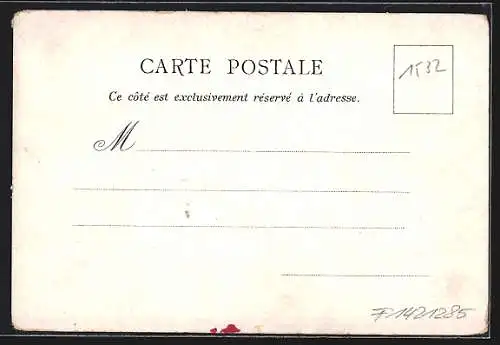 CARTE POSTALE
1532
Ce côté est exclusivement réservé à l'adresse.
M
F1421285